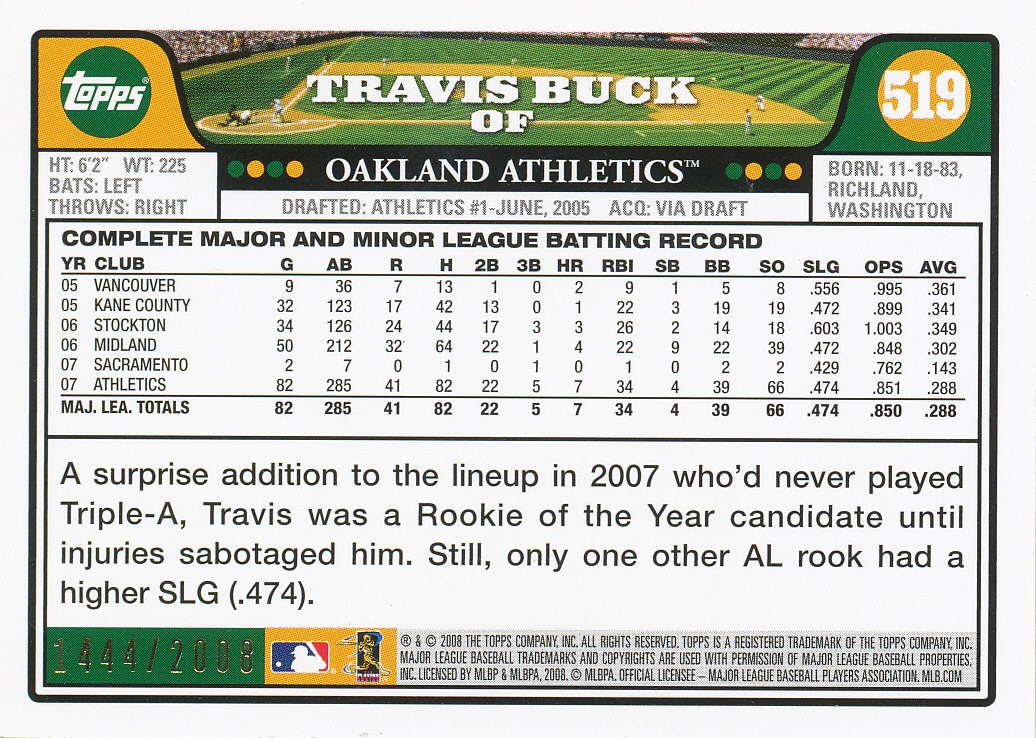 Topps
TRAVIS BUCK
OF
519
HT: 6'2" WT: 225
BATS: LEFT
THROWS: RIGHT
OAKLAND ATHLETICS™
DRAFTED: ATHLETICS #1-JUNE, 2005 ACQ: VIA DRAFT
BORN: 11-18-83,
RICHLAND,
WASHINGTON
COMPLETE MAJOR AND MINOR LEAGUE BATTING RECORD
YR CLUB G AB R H 2B 3B HR RBI SB BB SO SLG OPS AVG
05 VANCOUVER 9 36 7 13 1 0 2 9 1 5 8 .556 .995 .361
05 KANE COUNTY 32 123 17 42 13 0 1 22 3 19 19 .472 .899 .341
06 STOCKTON 34 126 24 44 17 3 3 26 2 14 18 .603 1.003 .349
06 MIDLAND 50 212 32 64 22 1 4 22 9 22 39 .472 .848 .302
07 SACRAMENTO 2 7 0 1 0 1 0 1 0 2 2 .429 .762 .143
07 ATHLETICS 82 285 41 82 22 5 7 34 4 39 66 .474 .851 .288
MAJ. LEA. TOTALS 82 285 41 82 22 5 7 34 4 39 66 .474 .850 .288
A surprise addition to the lineup in 2007 who'd never played
Triple-A, Travis was a Rookie of the Year candidate until
injuries sabotaged him. Still, only one other AL rook had a
higher SLG (.474).
1444/2008
® & © 2008 THE TOPPS COMPANY, INC. ALL RIGHTS RESERVED. TOPPS IS A REGISTERED TRADEMARK OF THE TOPPS COMPANY, INC.
MAJOR LEAGUE BASEBALL TRADEMARKS AND COPYRIGHTS ARE USED WITH PERMISSION OF MAJOR LEAGUE BASEBALL PROPERTIES,
INC. LICENSED BY MLBP & MLBPA, 2008. © MLBPA. OFFICIAL LICENSEE – MAJOR LEAGUE BASEBALL PLAYERS ASSOCIATION. MLB.COM